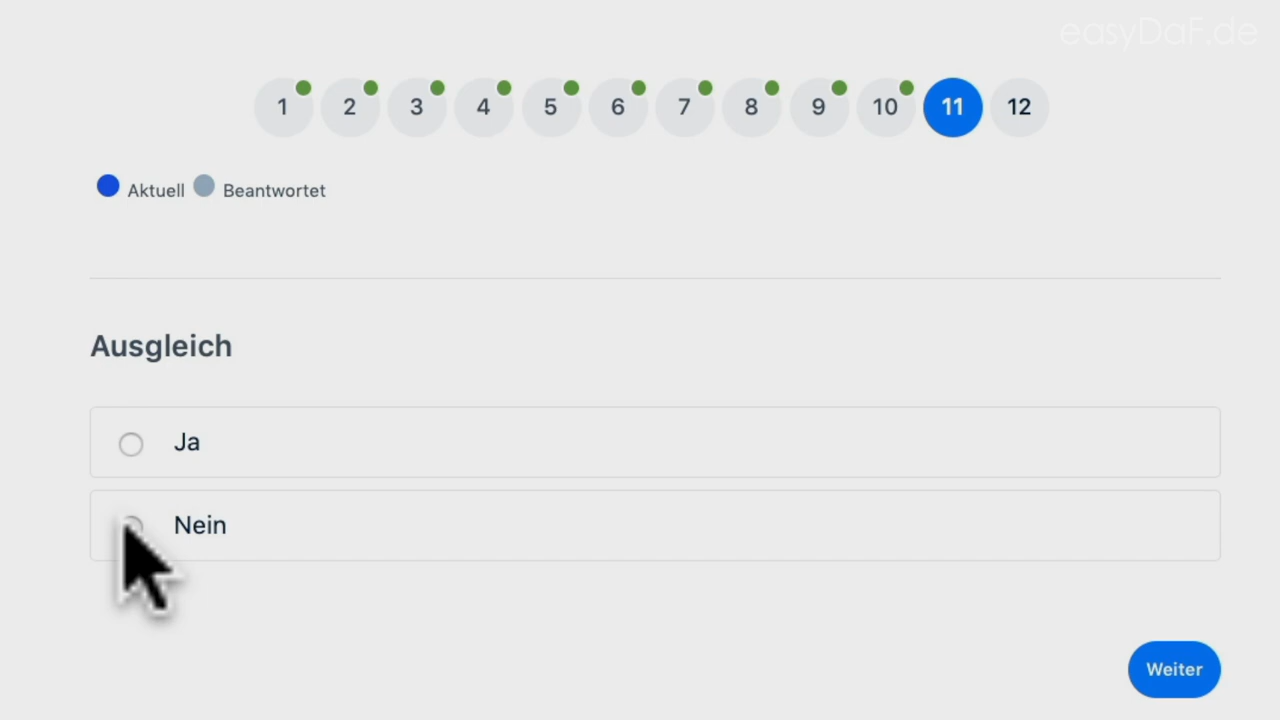 easyDaF.de
1 2 3 4 5 6 7 8 9 10 11 12
Aktuell Beantwortet
Ausgleich
Ja
Nein
Weiter